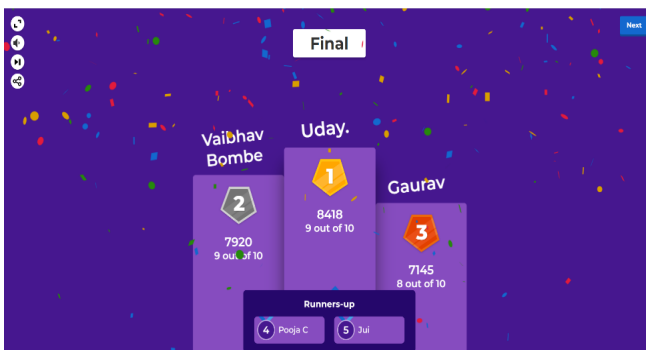 Next
Final
Uday.
Vaibhav
Bombe
Gaurav
1
8418
9 out of 10
2
7920
9 out of 10
3
7145
8 out of 10
Runners-up
4 Pooja C
5 Jui